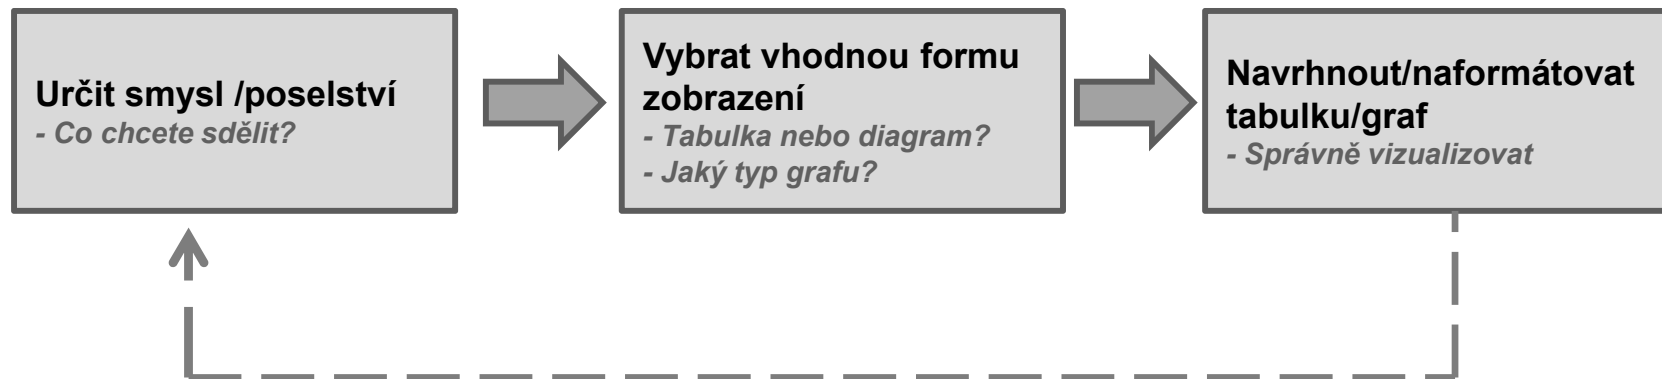 Určit smysl /poselství
- Co chcete sdělit?
Vybrat vhodnou formu
zobrazení
- Tabulka nebo diagram?
- Jaký typ grafu?
Navrhnout/naformátovat
tabulku/graf
- Správně vizualizovat